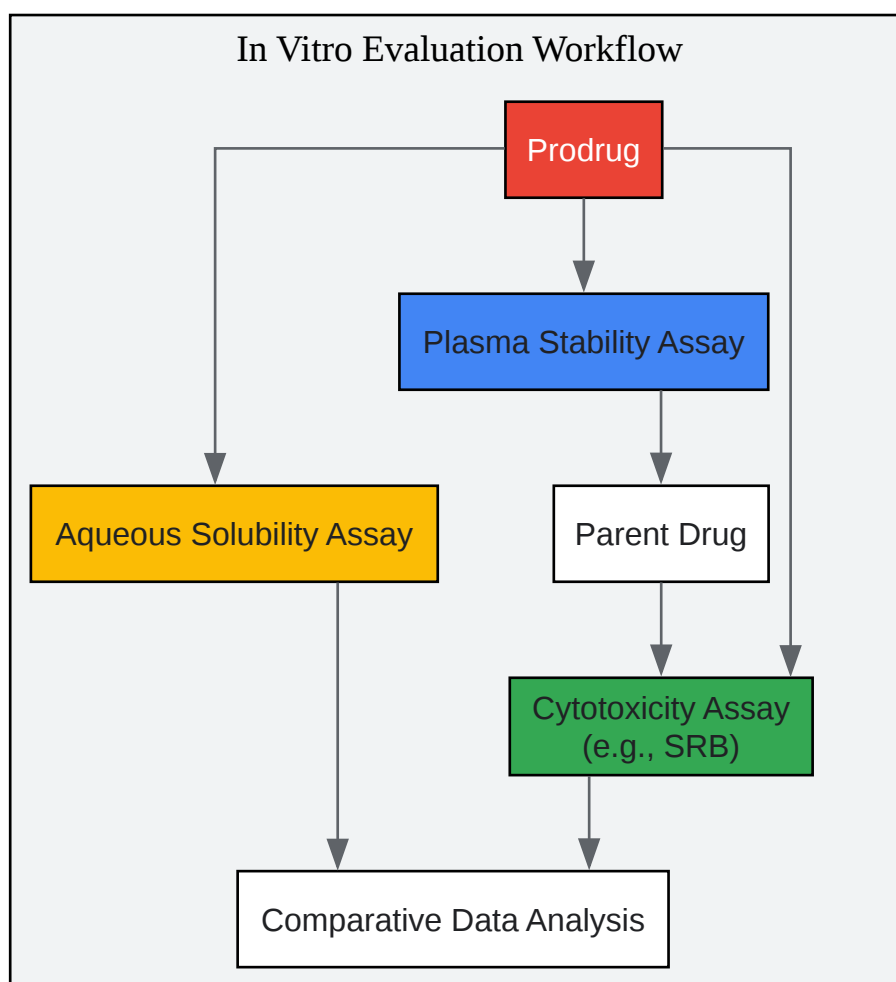 In Vitro Evaluation Workflow
Prodrug
Plasma Stability Assay
Aqueous Solubility Assay
Parent Drug
Cytotoxicity Assay
(e.g., SRB)
Comparative Data Analysis